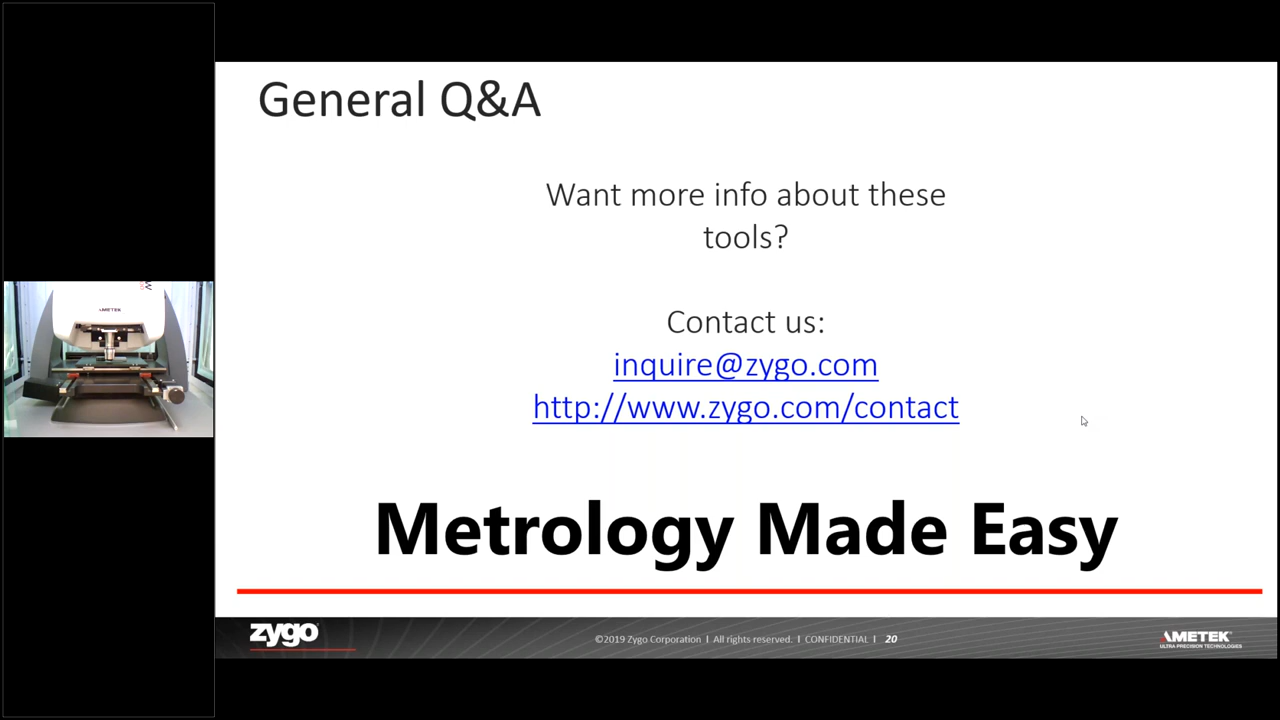 General Q&A
Want more info about these
tools?
Contact us:
inquire@zygo.com
http://www.zygo.com/contact
Metrology Made Easy
zygo
©2019 Zygo Corporation | All rights reserved. | CONFIDENTIAL | 20
AMETEK
ULTRA PRECISION TECHNOLOGIES
AMETEK